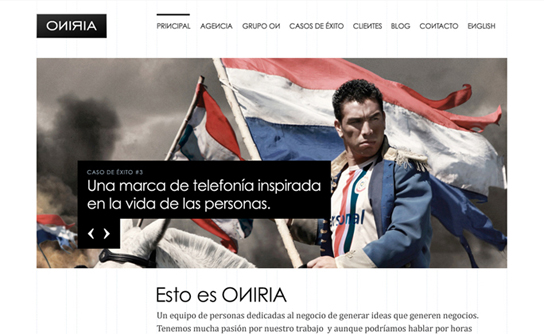 OИIЯIA
PRINCIPAL AGENCIA GRUPO ON CASOS DE ÉXITO CLIENTES BLOG CONTACTO ENGLISH
CASO DE ÉXITO #3
Una marca de telefonía inspirada
en la vida de las personas.
Esto es OИIRIA
Un equipo de personas dedicadas al negocio de generar ideas que generen negocios.
Tenemos mucha pasión por nuestro trabajo y aunque podríamos hablar por horas